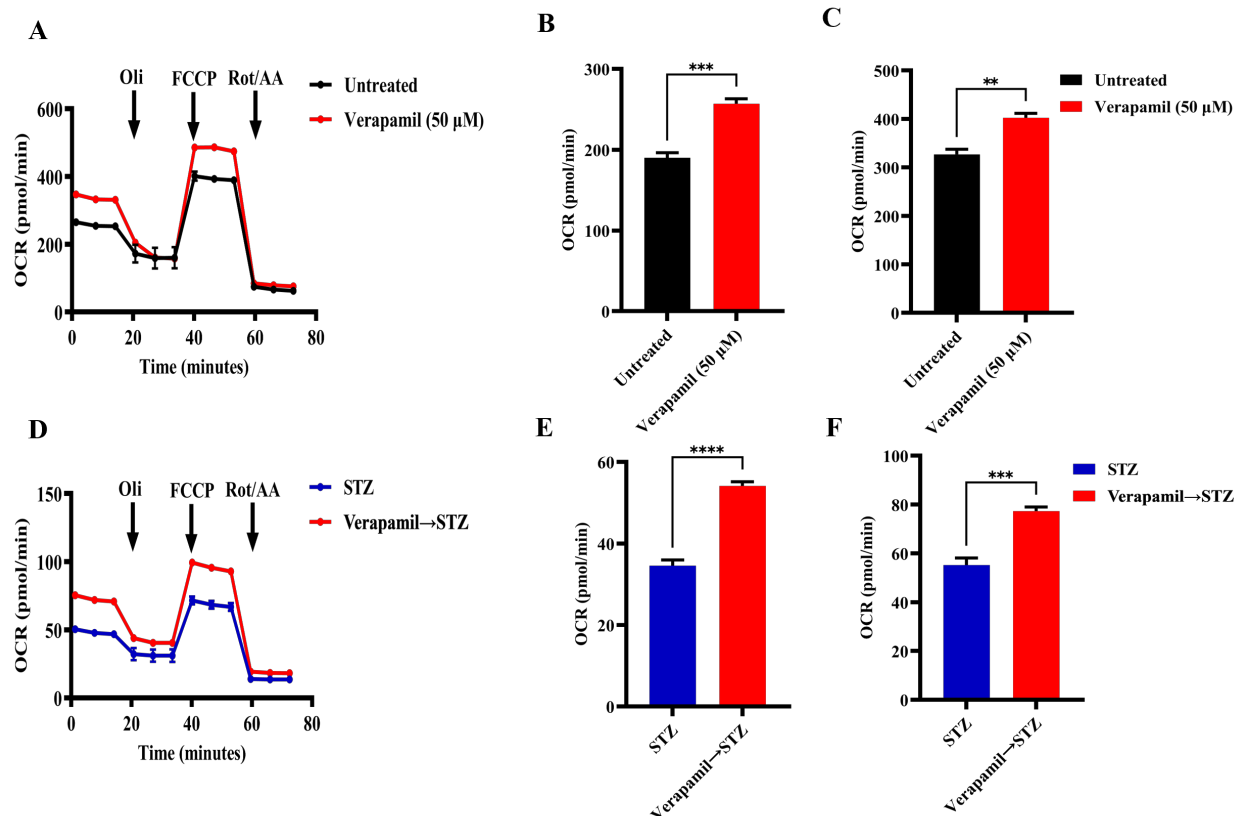 A
Oli
FCCP
Rot/AA
Untreated
Verapamil (50 µM)
OCR (pmol/min)
600
400
200
0
0
20
40
60
80
Time (minutes)
B
***
OCR (pmol/min)
300
200
100
0
Untreated
Verapamil (50 µM)
C
**
Untreated
Verapamil (50 µM)
OCR (pmol/min)
500
400
300
200
100
0
Untreated
Verapamil (50 µM)
D
Oli
FCCP
Rot/AA
STZ
Verapamil→STZ
OCR (pmol/min)
150
100
50
0
0
20
40
60
80
Time (minutes)
E
****
OCR (pmol/min)
60
40
20
0
STZ
Verapamil→STZ
F
***
STZ
Verapamil→STZ
OCR (pmol/min)
100
80
60
40
20
0
STZ
Verapamil→STZ